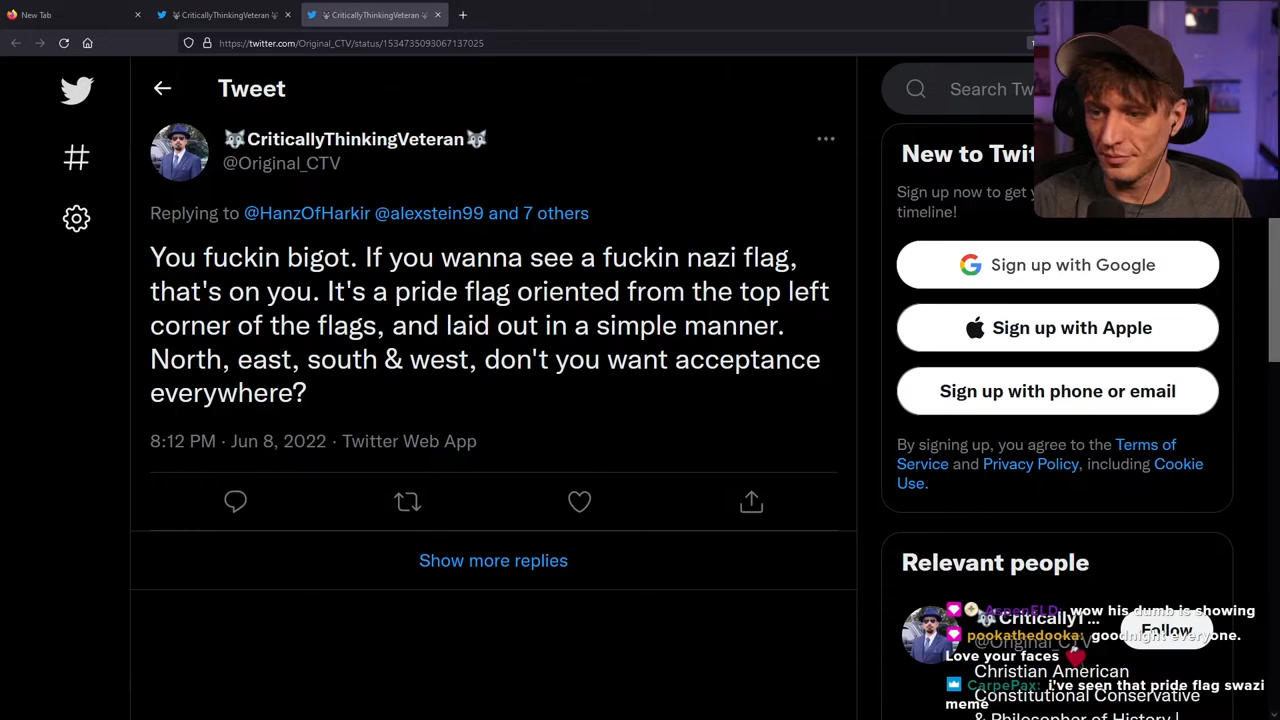 New Tab
CriticallyThinkingVeteran
CriticallyThinkingVeteran
https://twitter.com/Original_CTV/status/1534735093067137025
Tweet
Search Tw
CriticallyThinkingVeteran
@Original_CTV
Replying to @HanzOfHarkir @alexstein99 and 7 others
You fuckin bigot. If you wanna see a fuckin nazi flag,
that's on you. It's a pride flag oriented from the top left
corner of the flags, and laid out in a simple manner.
North, east, south & west, don't you want acceptance
everywhere?
8:12 PM · Jun 8, 2022 · Twitter Web App
Show more replies
New to Twit
Sign up now to get y
timeline!
Sign up with Google
Sign up with Apple
Sign up with phone or email
By signing up, you agree to the Terms of
Service and Privacy Policy, including Cookie
Use.
Relevant people
CriticallyT...
@Original_CTV
Follow
Christian American
Constitutional Conservative
& Philosopher of History |
AspenELD: wow his dumb is showing
pookathedooka: goodnight everyone.
Love your faces
CarpePax: i've seen that pride flag swazi
meme